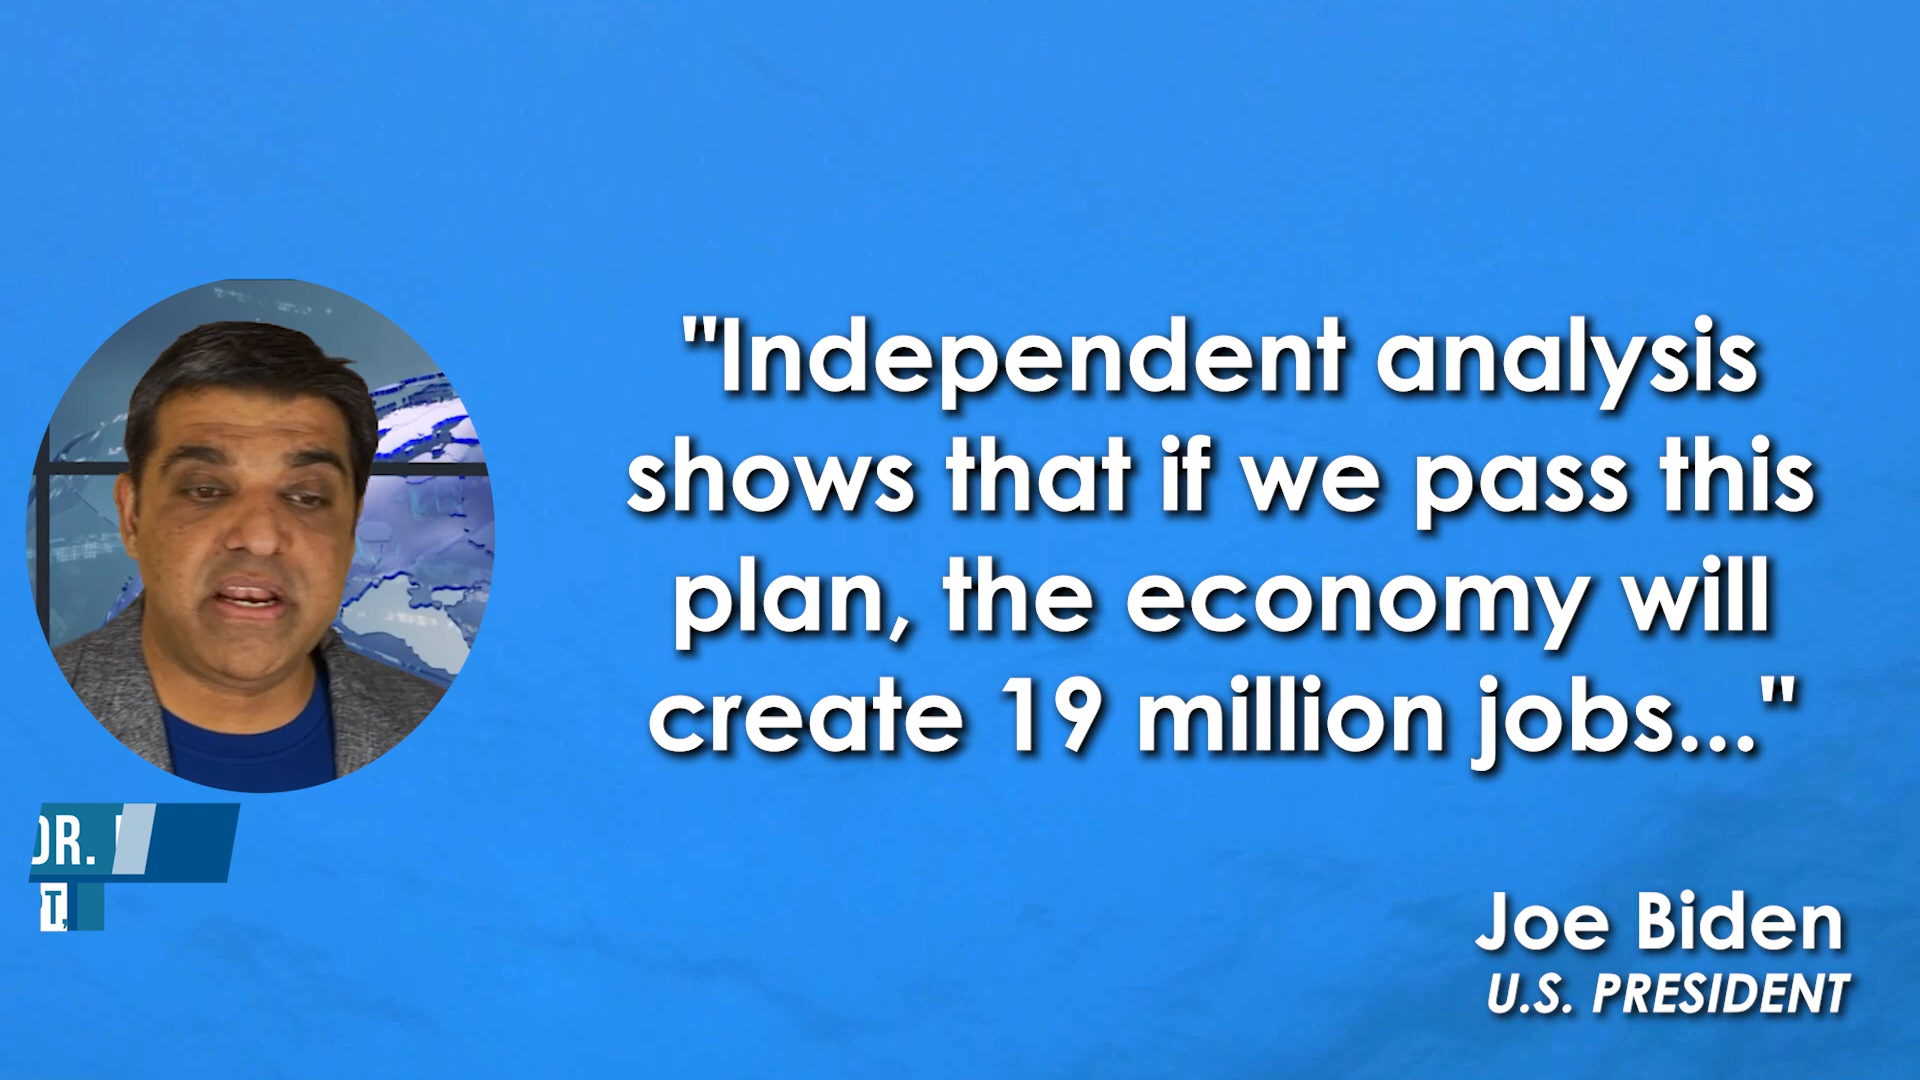 "Independent analysis
shows that if we pass this
plan, the economy will
create 19 million jobs..."
DR.
Joe Biden
U.S. PRESIDENT